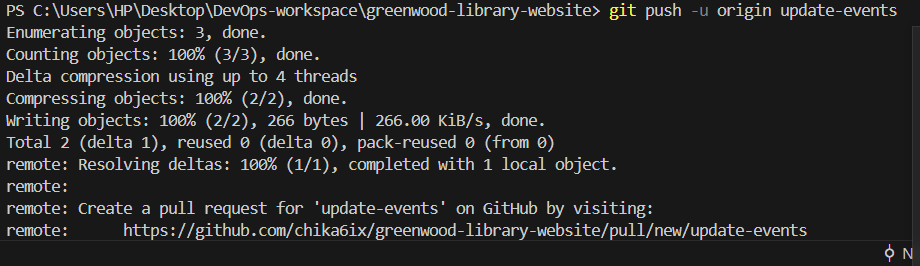 PS C:\Users\HP\Desktop\DevOps-workspace\greenwood-library-website> git push -u origin update-events
Enumerating objects: 3, done.
Counting objects: 100% (3/3), done.
Delta compression using up to 4 threads
Compressing objects: 100% (2/2), done.
Writing objects: 100% (2/2), 266 bytes | 266.00 KiB/s, done.
Total 2 (delta 1), reused 0 (delta 0), pack-reused 0 (from 0)
remote: Resolving deltas: 100% (1/1), completed with 1 local object.
remote:
remote: Create a pull request for 'update-events' on GitHub by visiting:
remote:      https://github.com/chika6ix/greenwood-library-website/pull/new/update-events
N